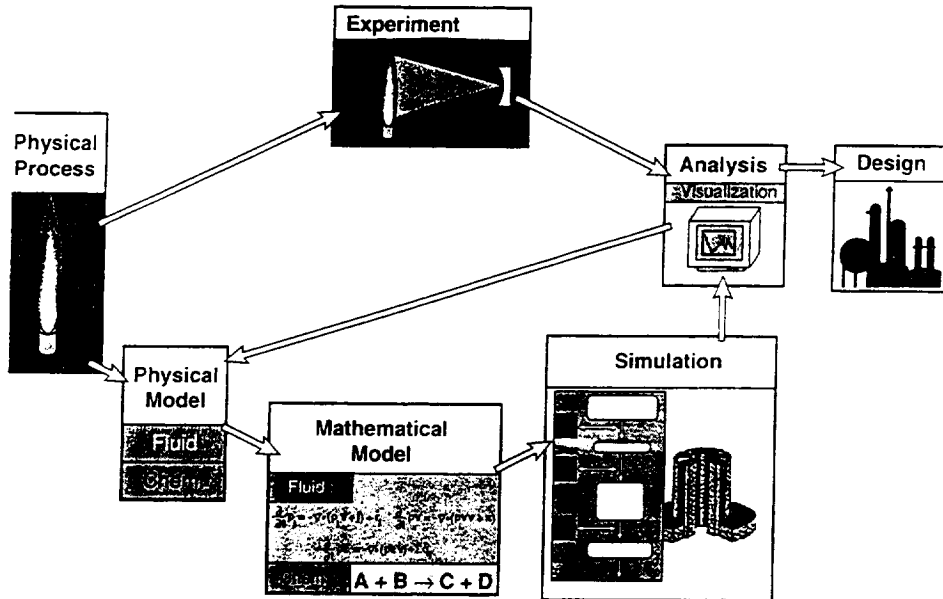 Experiment
Physical
Process
Analysis
Visualization
Design
Physical
Model
Fluid
Chem
Mathematical
Model
Fluid
Chem
A + B → C + D
Simulation